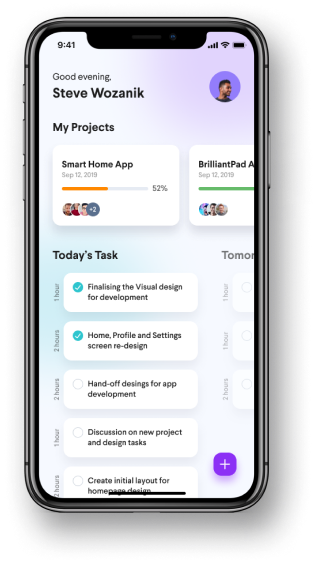 9:41
Good evening,
Steve Wozanik
My Projects
Smart Home App
Sep 12, 2019
52%
+2
BrilliantPad A
Sep 12, 2019
Today's Task
Tomor
1 hour
Finalising the Visual design
for development
1 hour
2 hours
Home, Profile and Settings
screen re-design
1 hour
2 hours
Hand-off desings for app
development
2 hours
1 hour
Discussion on new project
and design tasks
1 hour
2 hours
Create initial layout for
homepage design